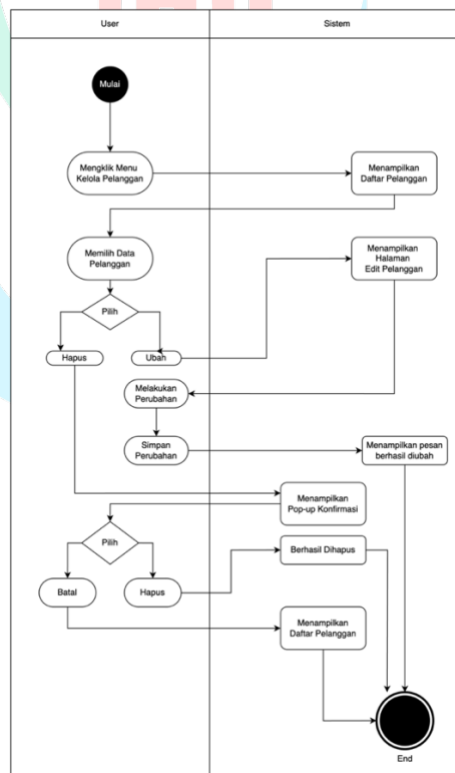 User
Sistem
Mulai
Mengklik Menu
Kelola Pelanggan
Menampilkan
Daftar Pelanggan
Memilih Data
Pelanggan
Menampilkan
Halaman
Edit Pelanggan
Pilih
Hapus
Ubah
Melakukan
Perubahan
Simpan
Perubahan
Menampilkan pesan
berhasil diubah
Menampilkan
Pop-up Konfirmasi
Pilih
Berhasil Dihapus
Batal
Hapus
Menampilkan
Daftar Pelanggan
End